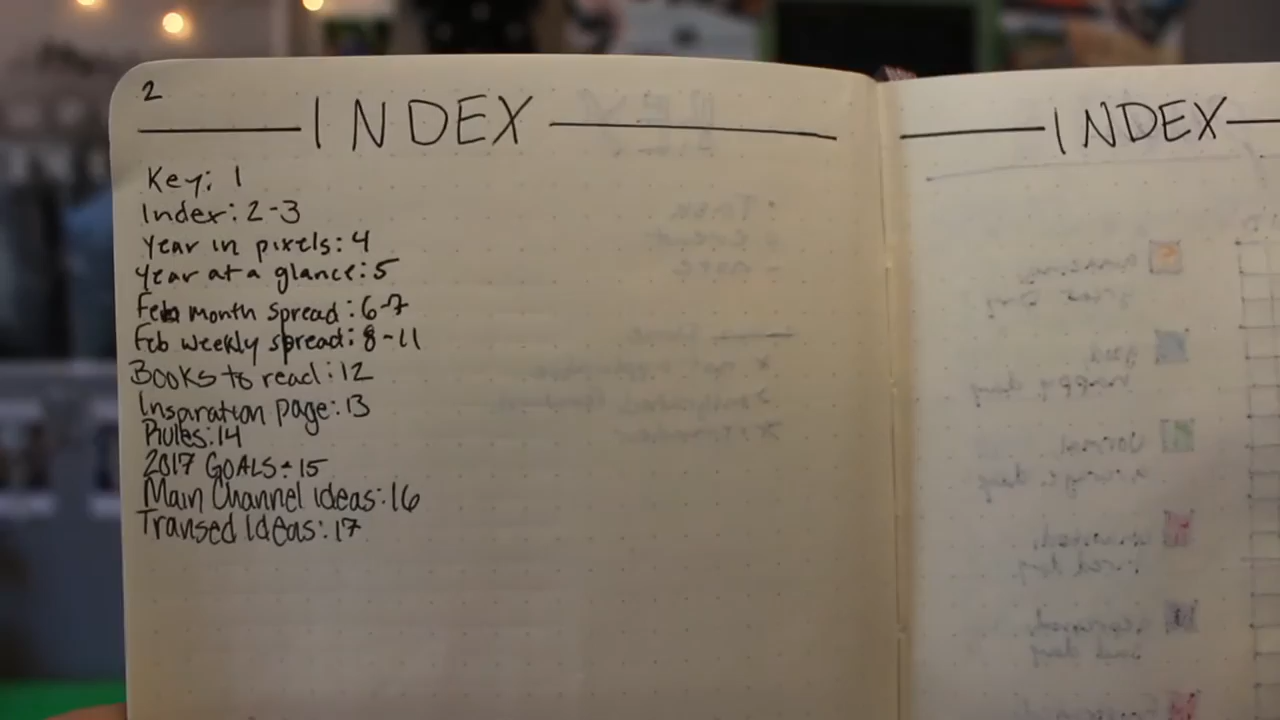 2
INDEX
Key: 1
Index: 2-3
Year in pixels: 4
Year at a glance: 5
Feb month spread: 6-7
Feb weekly spread: 8-11
Books to read: 12
Inspiration page: 13
Rules: 14
2017 GOALS: 15
Main Channel ideas: 16
Transed Ideas: 17
INDEX